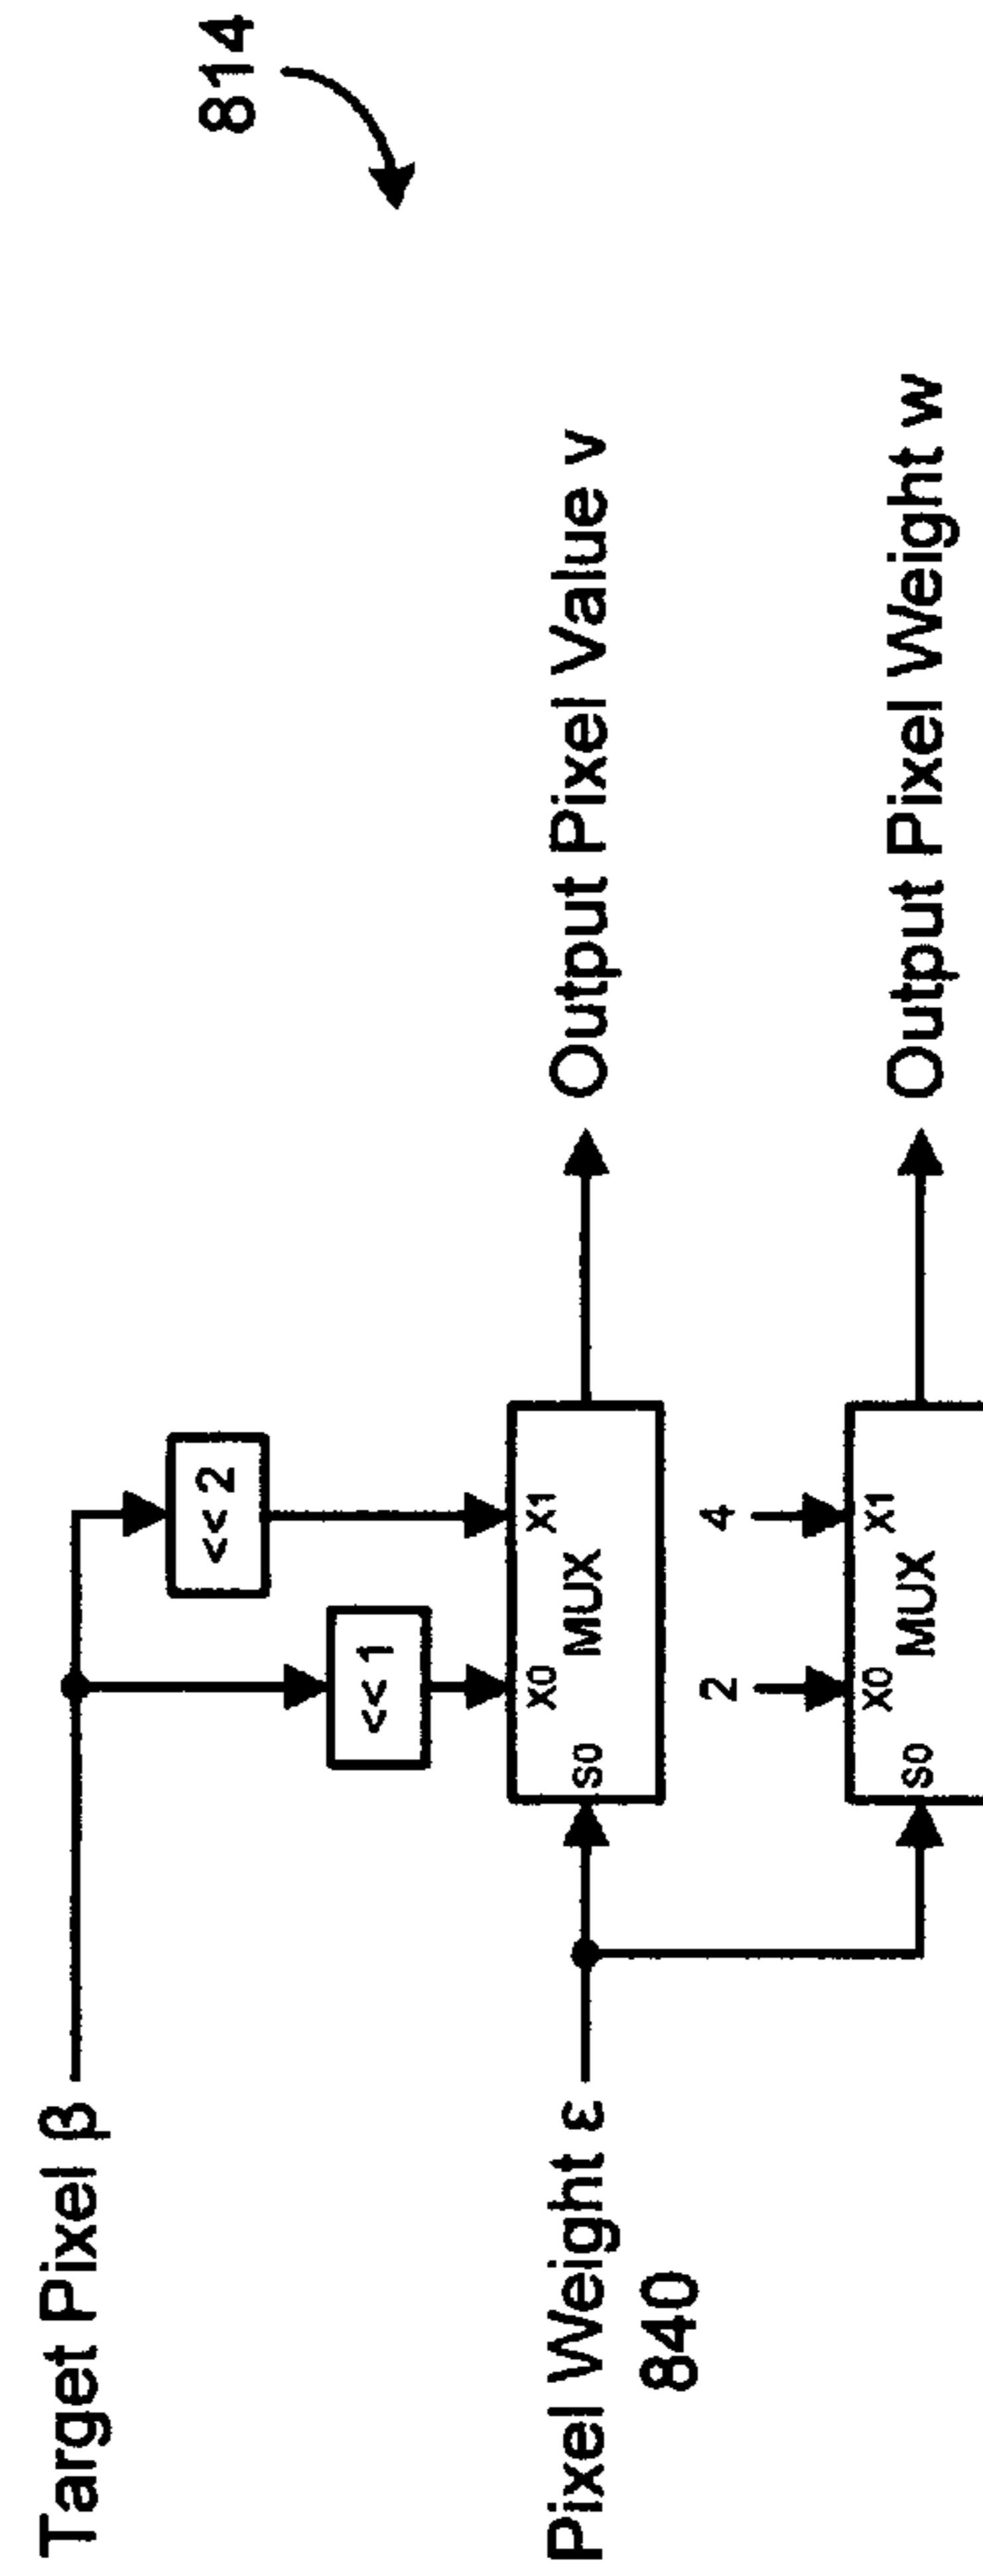 814
Target Pixel β
<< 2
<< 1
X0 X1
MUX
S0
Pixel Weight ε
840
Output Pixel Value v
2 4
X0 X1
MUX
S0
Output Pixel Weight w